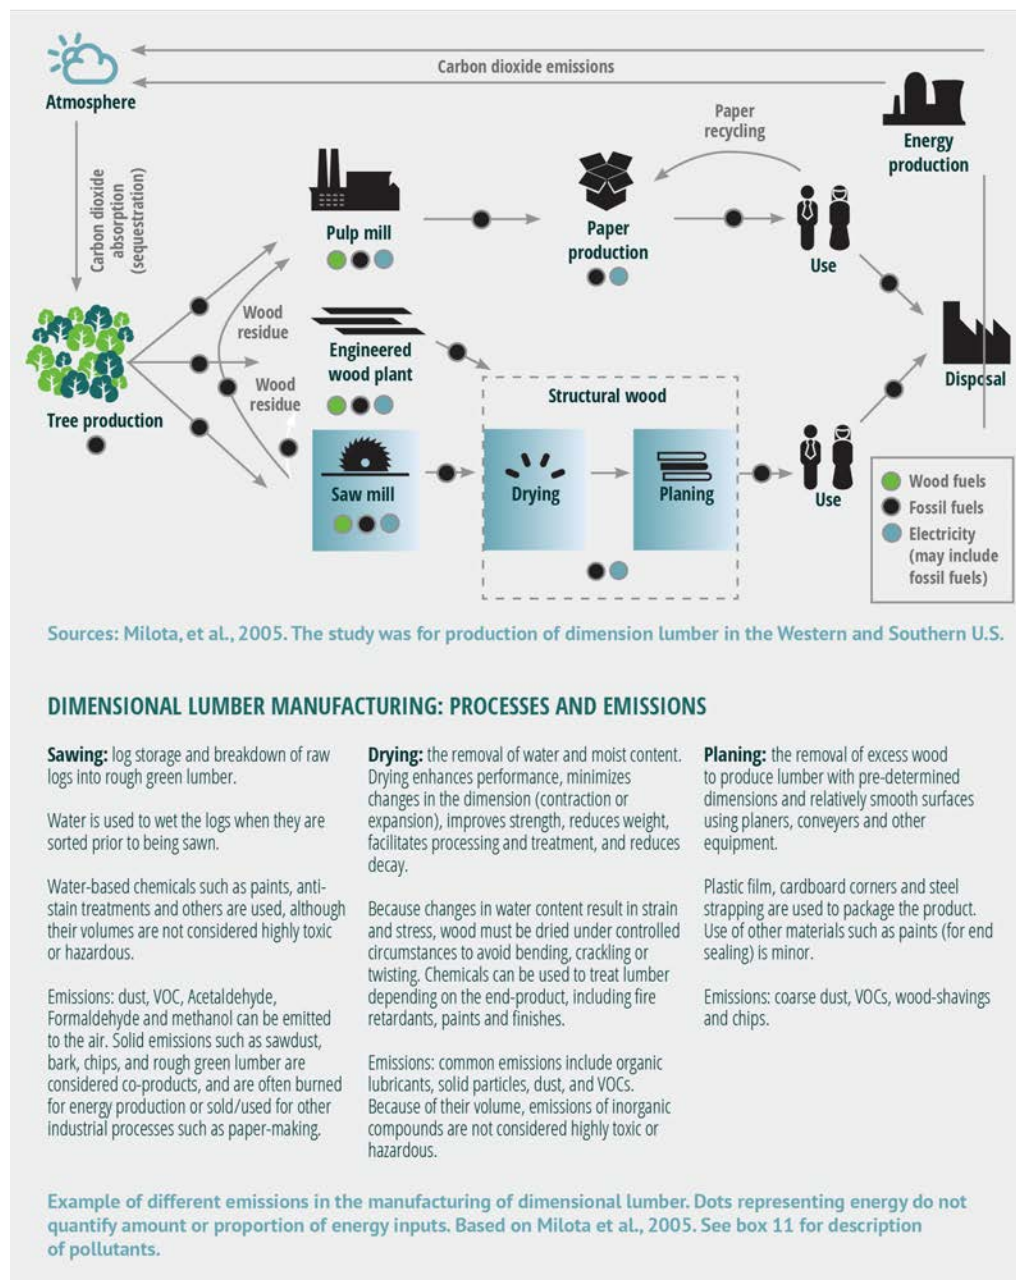 Carbon dioxide emissions
Atmosphere
Paper
recycling
Energy
production
Carbon dioxide
absorption
(sequestration)
Pulp mill
Paper
production
Use
Wood
residue
Engineered
wood plant
Wood
residue
Structural wood
Disposal
Tree production
Saw mill
Drying
Planing
Use
Wood fuels
Fossil fuels
Electricity
(may include
fossil fuels)
Sources: Milota, et al., 2005. The study was for production of dimension lumber in the Western and Southern U.S.
DIMENSIONAL LUMBER MANUFACTURING: PROCESSES AND EMISSIONS
Sawing: log storage and breakdown of raw
logs into rough green lumber.
Water is used to wet the logs when they are
sorted prior to being sawn.
Water-based chemicals such as paints, anti-
stain treatments and others are used, although
their volumes are not considered highly toxic
or hazardous.
Emissions: dust, VOC, Acetaldehyde,
Formaldehyde and methanol can be emitted
to the air. Solid emissions such as sawdust,
bark, chips, and rough green lumber are
considered co-products, and are often burned
for energy production or sold/used for other
industrial processes such as paper-making.
Drying: the removal of water and moist content.
Drying enhances performance, minimizes
changes in the dimension (contraction or
expansion), improves strength, reduces weight,
facilitates processing and treatment, and reduces
decay.
Because changes in water content result in strain
and stress, wood must be dried under controlled
circumstances to avoid bending, crackling or
twisting. Chemicals can be used to treat lumber
depending on the end-product, including fire
retardants, paints and finishes.
Emissions: common emissions include organic
lubricants, solid particles, dust, and VOCs.
Because of their volume, emissions of inorganic
compounds are not considered highly toxic or
hazardous.
Planing: the removal of excess wood
to produce lumber with pre-determined
dimensions and relatively smooth surfaces
using planers, conveyers and other
equipment.
Plastic film, cardboard corners and steel
strapping are used to package the product.
Use of other materials such as paints (for end
sealing) is minor.
Emissions: coarse dust, VOCs, wood-shavings
and chips.
Example of different emissions in the manufacturing of dimensional lumber. Dots representing energy do not
quantify amount or proportion of energy inputs. Based on Milota et al., 2005. See box 11 for description
of pollutants.